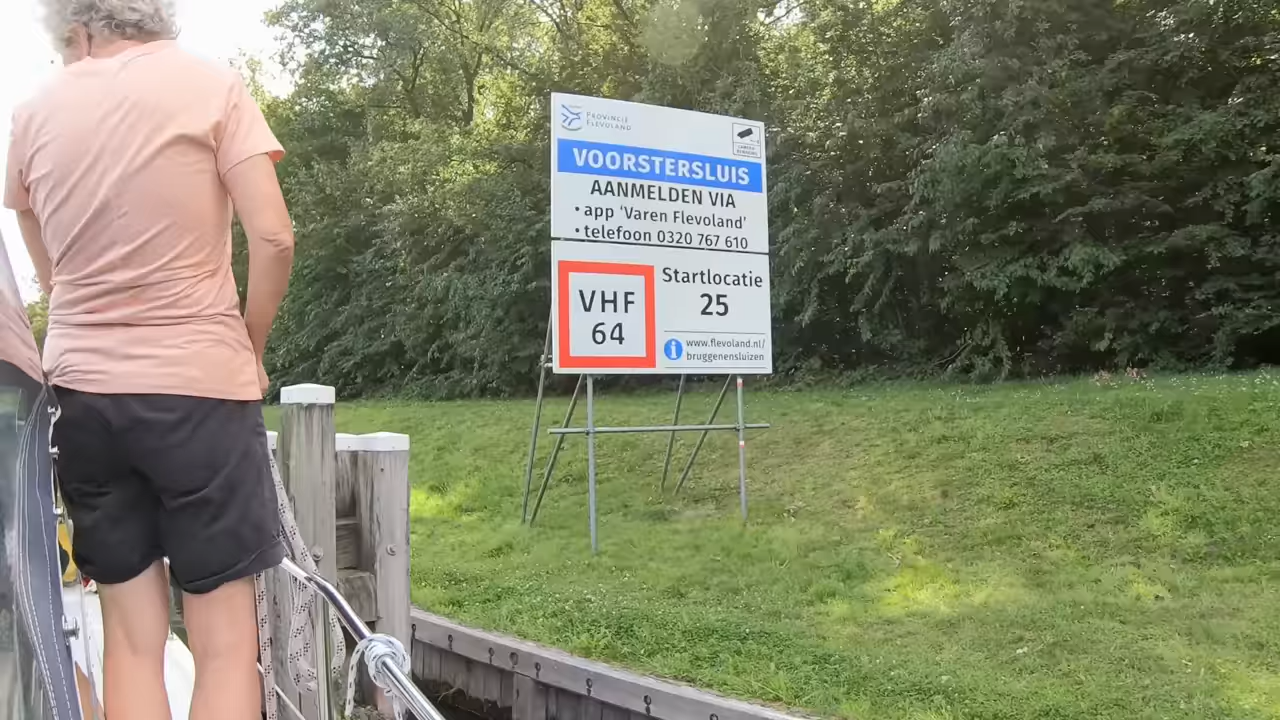 PROVINCIE
FLEVOLAND
VOORSTERSLUIS
AANMELDEN VIA
• app 'Varen Flevoland'
• telefoon 0320 767 610
VHF
64
Startlocatie
25
i
www.flevoland.nl/
bruggenensluizen